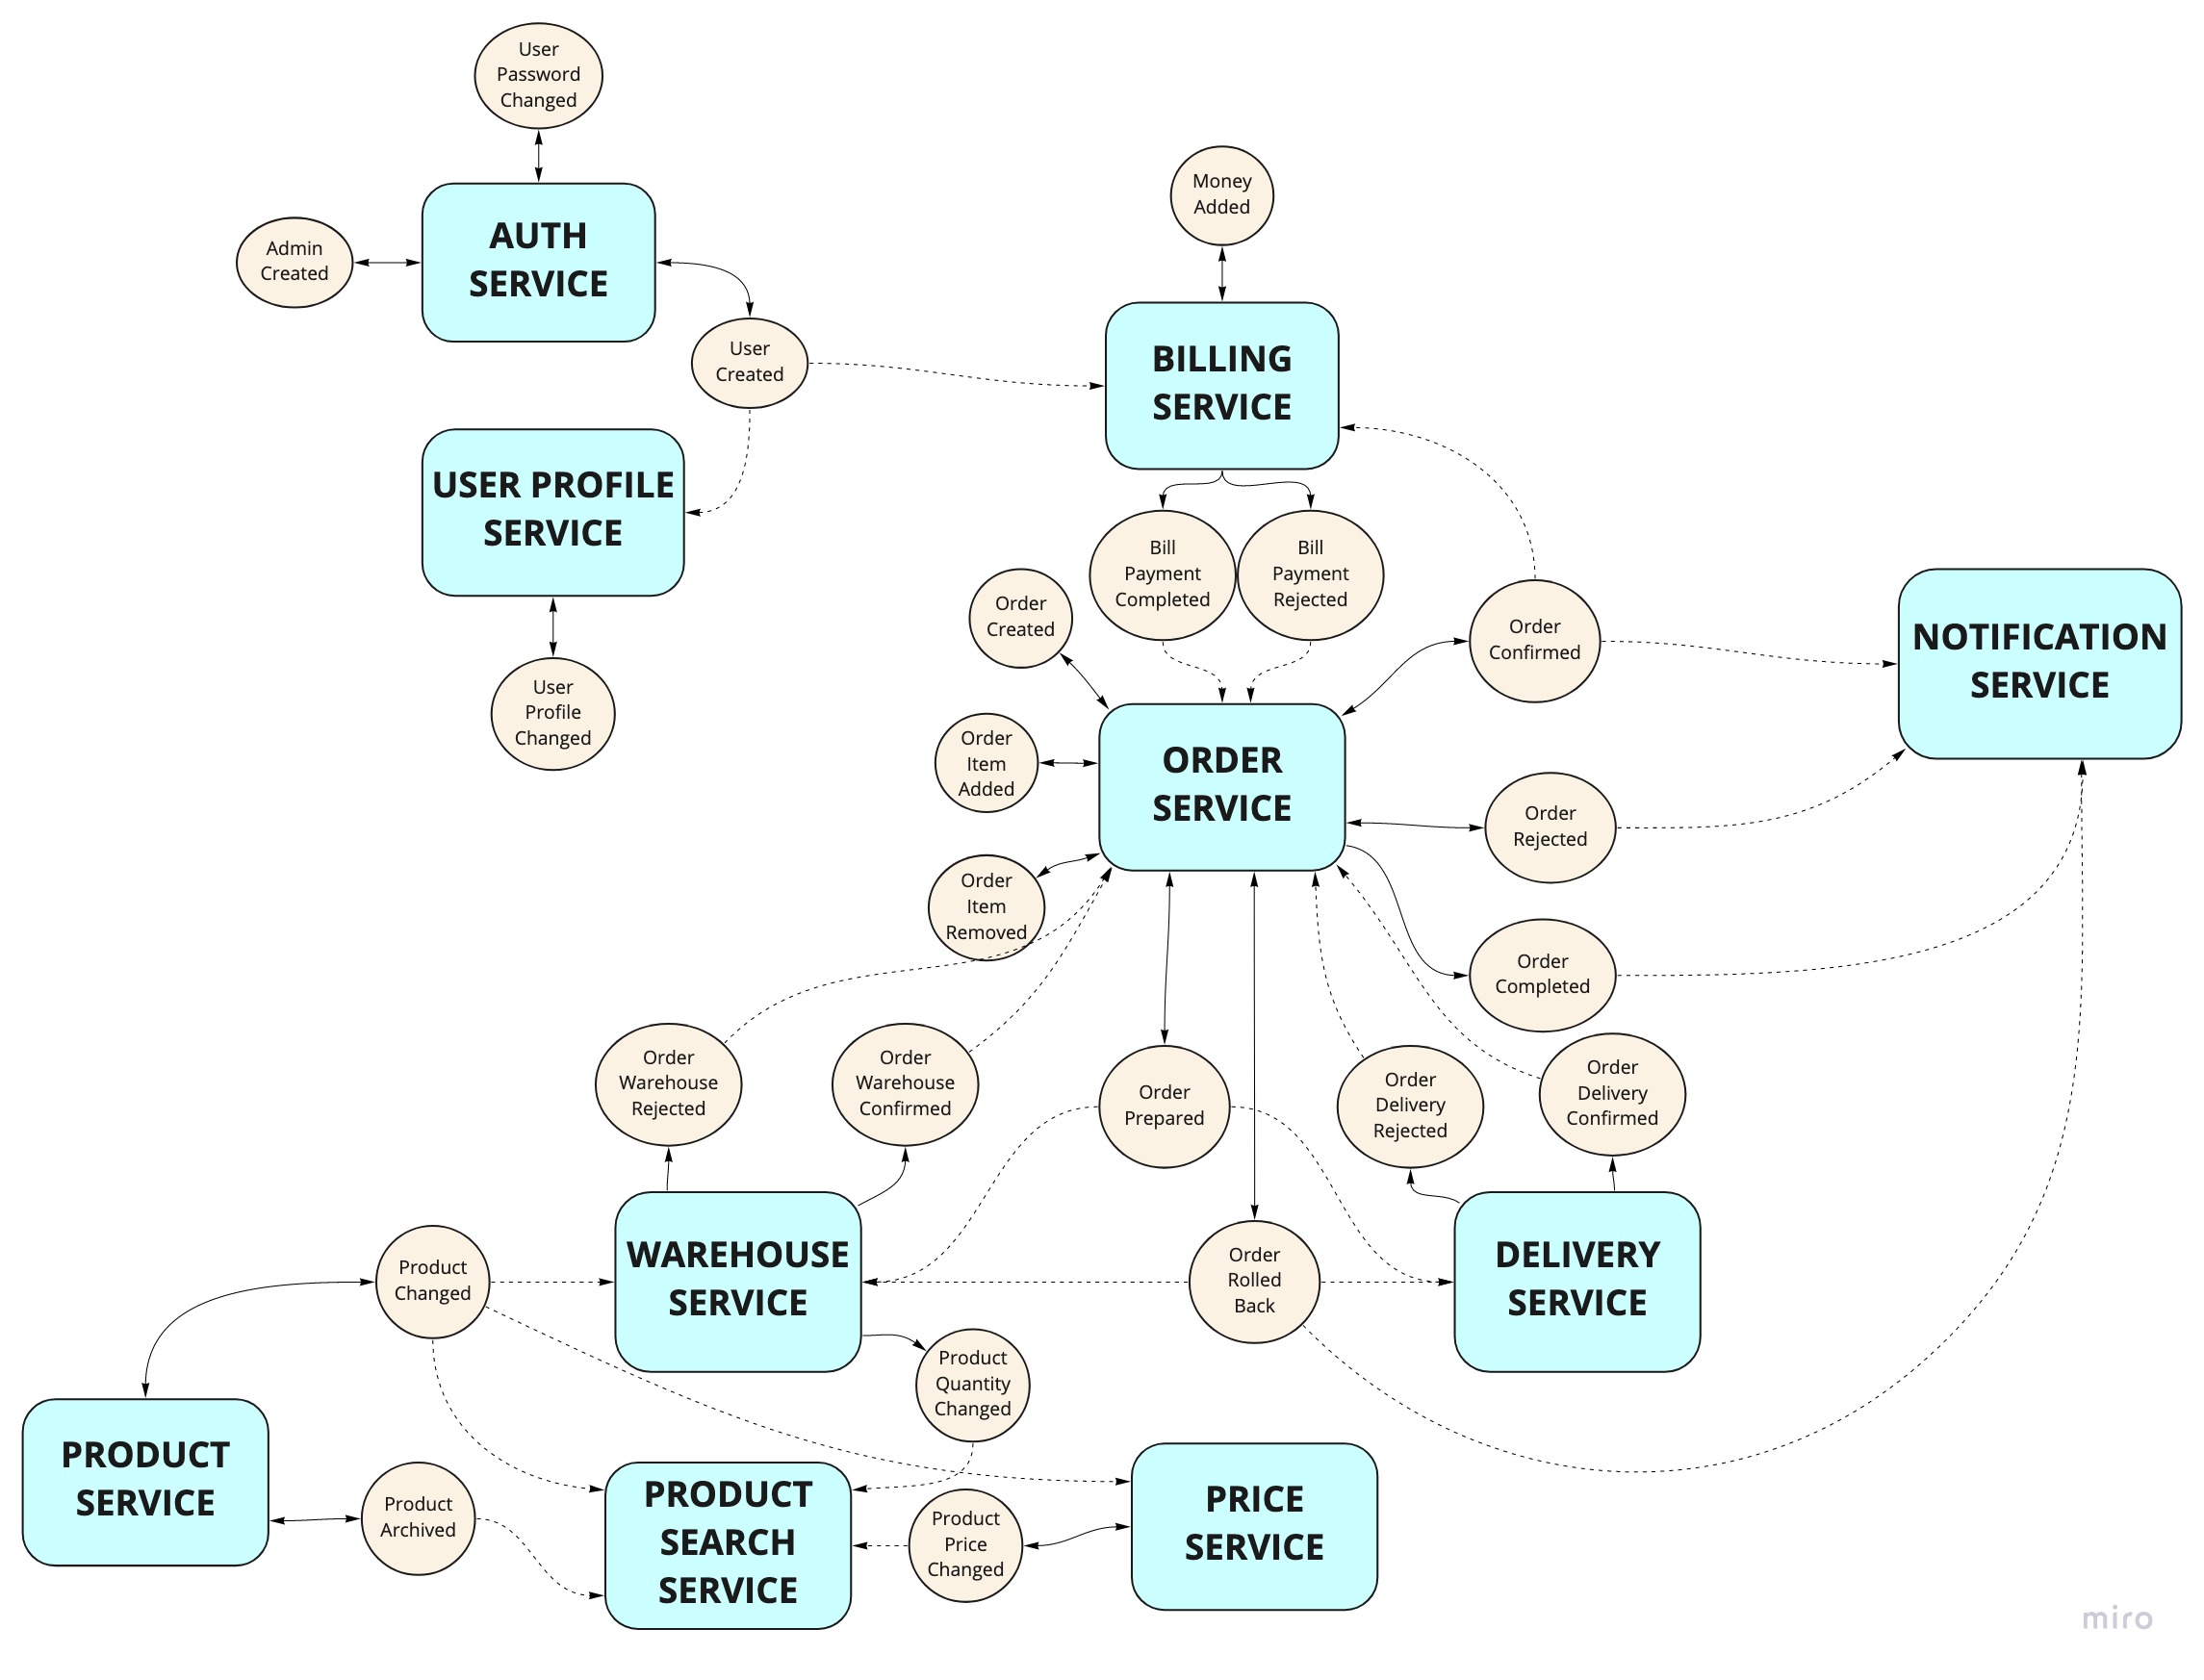 User
Password
Changed
Admin
Created
AUTH
SERVICE
User
Created
USER PROFILE
SERVICE
User
Profile
Changed
Money
Added
BILLING
SERVICE
Bill
Payment
Completed
Bill
Payment
Rejected
Order
Created
Order
Item
Added
Order
Item
Removed
ORDER
SERVICE
Order
Confirmed
Order
Rejected
Order
Completed
NOTIFICATION
SERVICE
Order
Warehouse
Rejected
Order
Warehouse
Confirmed
Order
Prepared
Order
Delivery
Rejected
Order
Delivery
Confirmed
Product
Changed
WAREHOUSE
SERVICE
Order
Rolled
Back
DELIVERY
SERVICE
Product
Quantity
Changed
PRODUCT
SERVICE
Product
Archived
PRODUCT
SEARCH
SERVICE
Product
Price
Changed
PRICE
SERVICE
miro